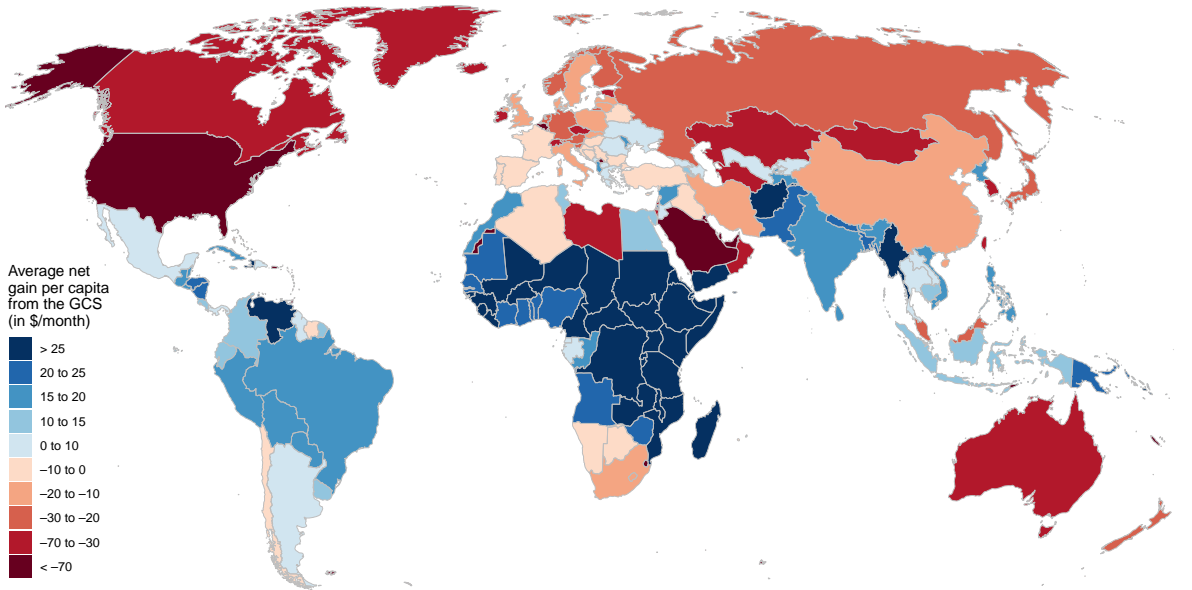 Average net
gain per capita
from the GCS
(in $/month)
> 25
20 to 25
15 to 20
10 to 15
0 to 10
–10 to 0
–20 to –10
–30 to –20
–70 to –30
< –70